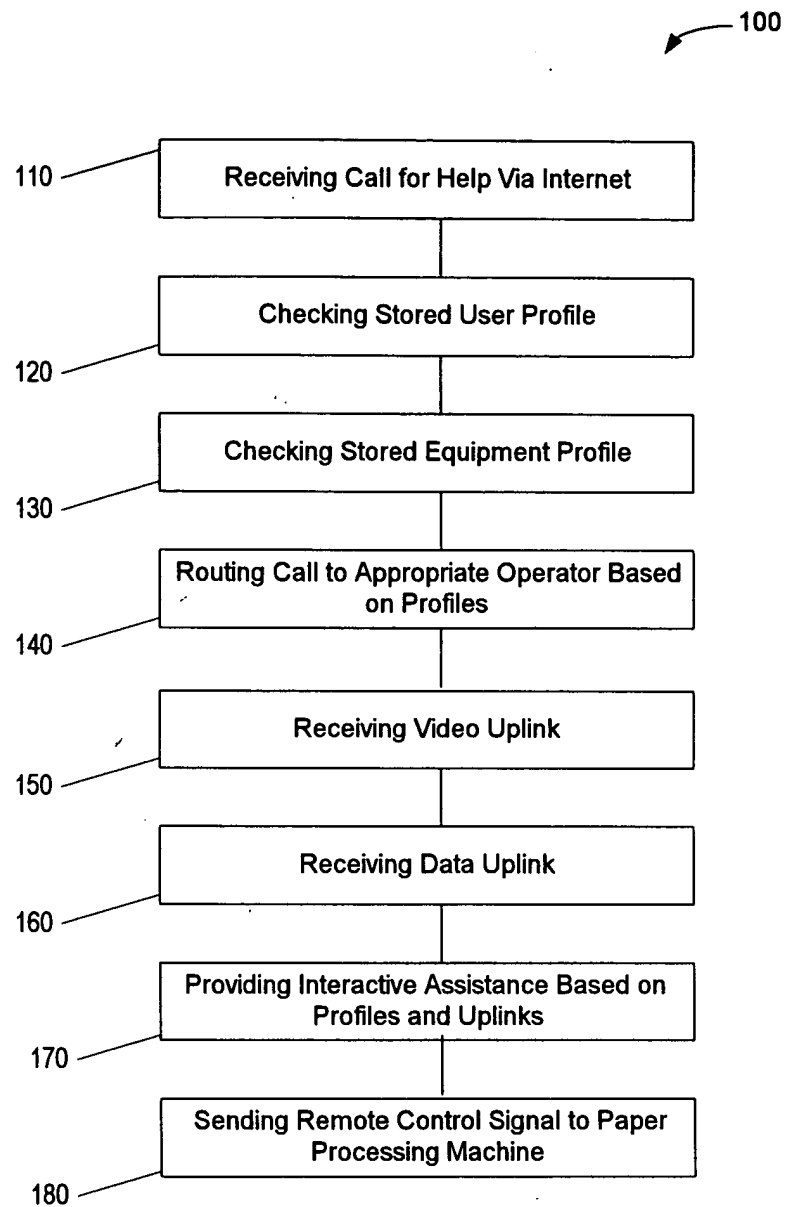 100
110
Receiving Call for Help Via Internet
120
Checking Stored User Profile
130
Checking Stored Equipment Profile
140
Routing Call to Appropriate Operator Based
on Profiles
150
Receiving Video Uplink
160
Receiving Data Uplink
170
Providing Interactive Assistance Based on
Profiles and Uplinks
180
Sending Remote Control Signal to Paper
Processing Machine